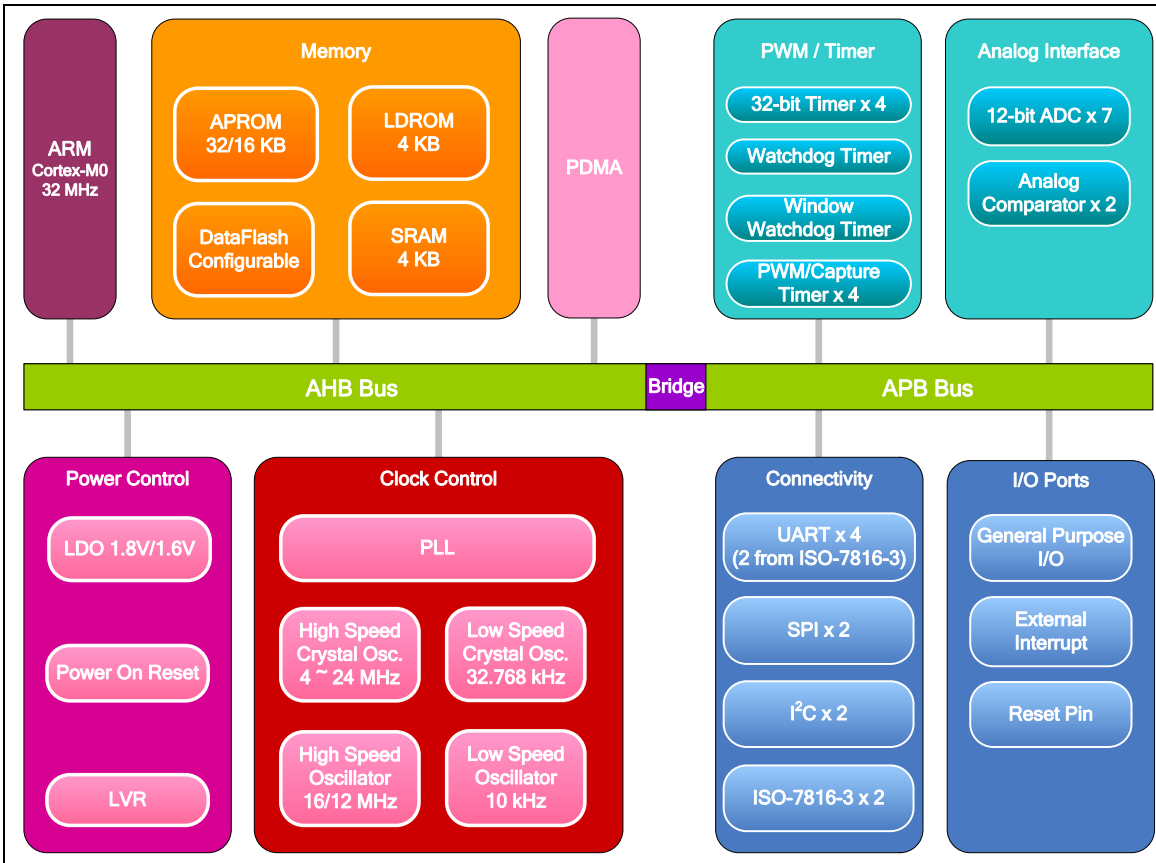 ARM
Cortex-M0
32 MHz
Memory
APROM
32/16 KB
LDROM
4 KB
DataFlash
Configurable
SRAM
4 KB
PDMA
PWM / Timer
32-bit Timer x 4
Watchdog Timer
Window
Watchdog Timer
PWM/Capture
Timer x 4
Analog Interface
12-bit ADC x 7
Analog
Comparator x 2
AHB Bus
Bridge
APB Bus
Power Control
LDO 1.8V/1.6V
Power On Reset
LVR
Clock Control
PLL
High Speed
Crystal Osc.
4 ~ 24 MHz
Low Speed
Crystal Osc.
32.768 kHz
High Speed
Oscillator
16/12 MHz
Low Speed
Oscillator
10 kHz
Connectivity
UART x 4
(2 from ISO-7816-3)
SPI x 2
I²C x 2
ISO-7816-3 x 2
I/O Ports
General Purpose
I/O
External
Interrupt
Reset Pin